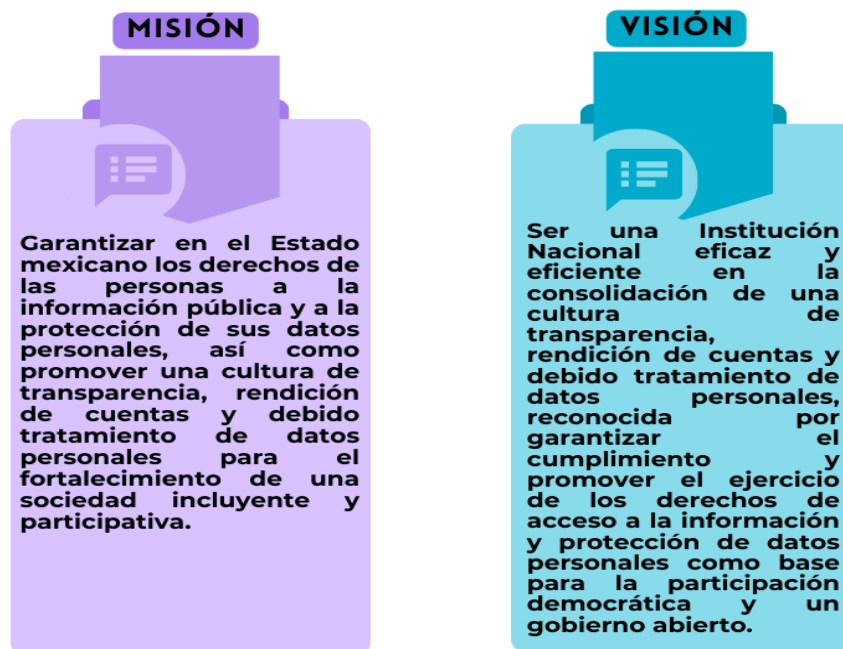 MISIÓN
Garantizar en el Estado
mexicano los derechos de
las personas a la
información pública y a la
protección de sus datos
personales, así como
promover una cultura de
transparencia, rendición
de cuentas y debido
tratamiento de datos
personales para el
fortalecimiento de una
sociedad incluyente y
participativa.
VISIÓN
Ser una Institución
Nacional eficaz y
eficiente en la
consolidación de una
cultura de
transparencia,
rendición de cuentas y
debido tratamiento de
datos personales,
reconocida por
garantizar el
cumplimiento y
promover el ejercicio
de los derechos de
acceso a la información
y protección de datos
personales como base
para la participación
democrática y un
gobierno abierto.